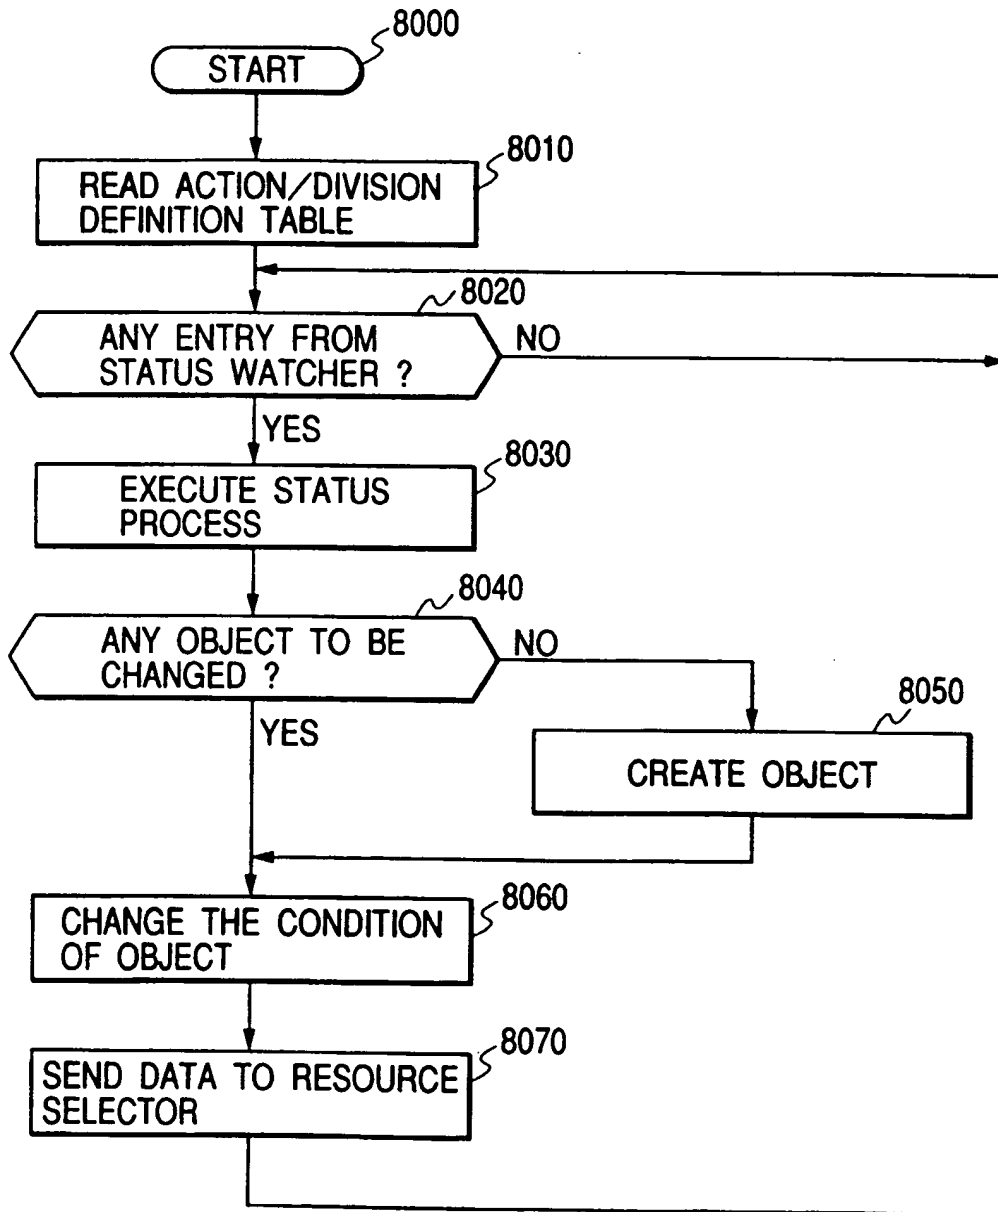 8000
START
8010
READ ACTION/DIVISION
DEFINITION TABLE
8020
ANY ENTRY FROM
STATUS WATCHER ?
NO
YES
8030
EXECUTE STATUS
PROCESS
8040
ANY OBJECT TO BE
CHANGED ?
NO
YES
8050
CREATE OBJECT
8060
CHANGE THE CONDITION
OF OBJECT
8070
SEND DATA TO RESOURCE
SELECTOR